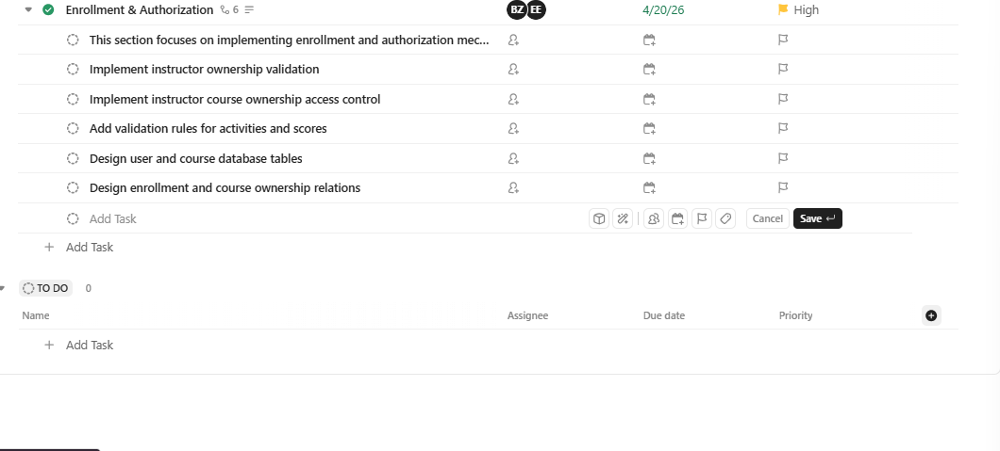 Enrollment & Authorization 6 BZ EE 4/20/26 High
This section focuses on implementing enrollment and authorization mec...
Implement instructor ownership validation
Implement instructor course ownership access control
Add validation rules for activities and scores
Design user and course database tables
Design enrollment and course ownership relations
Add Task Cancel Save
Add Task
TO DO 0
Name Assignee Due date Priority
Add Task